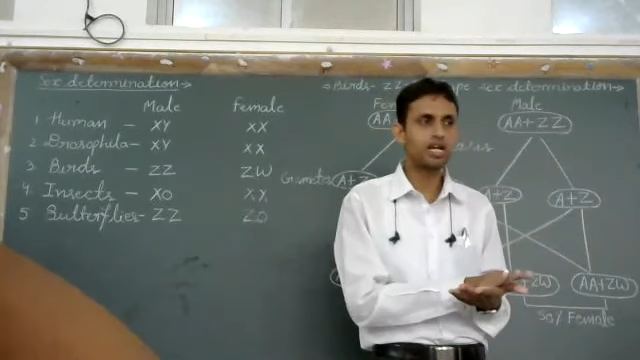 Sex determination →
Male Female
1 Human — XY XX
2 Drosophila — XY XX
3 Birds — ZZ ZW
4 Insects — XO XX
5 Butterflies — ZZ ZO
Birds - ZZ sex determination →
Male
AA + ZZ
Gametes A+Z A+Z A+Z
AA+ZW
50% Female